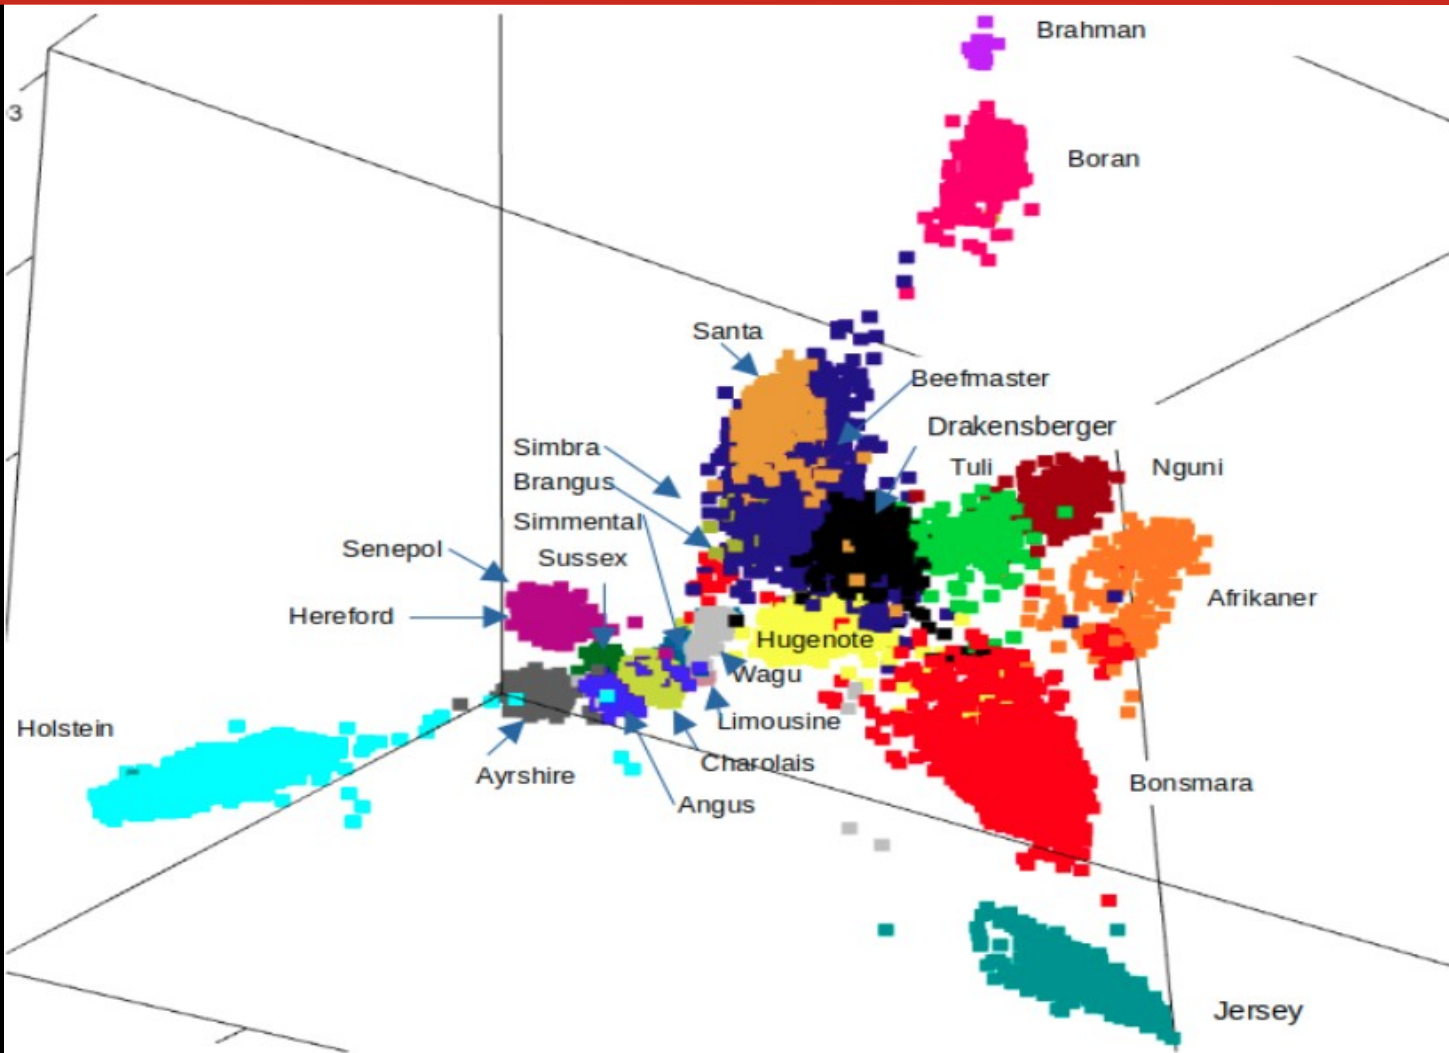 Brahman
3
Boran
Santa
Beefmaster
Drakensberger
Simbra
Tuli
Nguni
Brangus
Simmental
Senepol
Sussex
Afrikaner
Hereford
Hugenote
Wagu
Holstein
Limousine
Charolais
Ayrshire
Bonsmara
Angus
Jersey